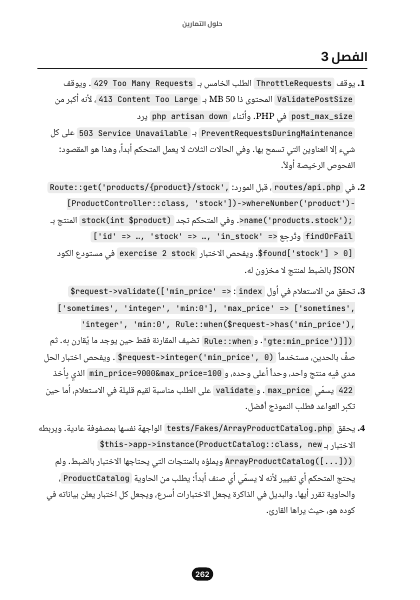 حلول التمارين
الفصل 3
1. يوقف ThrottleRequests الطلب الخامس بـ 429 Too Many Requests. ويوقف
ValidatePostSize المحتوى ذا 50 MB بـ 413 Content Too Large، لأنه أكبر من
post_max_size في PHP. وأثناء php artisan down يرد
PreventRequestsDuringMaintenance بـ 503 Service Unavailable على كل
شيء إلا العناوين التي تسمح بها. وفي الحالات الثلاث لا يعمل المتحكم أبداً، وهذا هو المقصود:
الفحوص الرخيصة أولاً.
2. في routes/api.php، قبل المورد: Route::get('products/{product}/stock',
[ProductController::class, 'stock'])->whereNumber('product')-
>name('products.stock');. وفي المتحكم تجد stock(int $product) المنتج بـ
findOrFail وتُرجع ['id' => …, 'stock' => …, 'in_stock' =>
$found['stock'] > 0]. ويفحص الاختبار exercise 2 stock في مستودع الكود
JSON بالضبط لمنتج لا مخزون له.
3. تحقق من الاستعلام في أول index: $request->validate(['min_price' =>
['sometimes', 'integer', 'min:0'], 'max_price' => ['sometimes',
'integer', 'min:0', Rule::when($request->has('min_price'),
'gte:min_price')]]). و Rule::when تضيف المقارنة فقط حين يوجد ما يُقارن به. ثم
صفِّ بالحدين، مستخدماً $request->integer('min_price', 0). ويفحص اختبار الحل
مدى فيه منتج واحد، وحداً أعلى وحده، و min_price=9000&max_price=100 الذي يأخذ
422 يسمّي max_price. و validate على الطلب مناسبة لقيم قليلة في الاستعلام، أما حين
تكبر القواعد فطلب النموذج أفضل.
4. يحقق tests/Fakes/ArrayProductCatalog.php الواجهة نفسها بمصفوفة عادية. ويربطه
الاختبار بـ $this->app->instance(ProductCatalog::class, new
ArrayProductCatalog([...])) ويملؤه بالمنتجات التي يحتاجها الاختبار بالضبط. ولم
يحتج المتحكم أي تغيير لأنه لا يسمّي أي صنف أبداً: يطلب من الحاوية ProductCatalog،
والحاوية تقرر أيها. والبديل في الذاكرة يجعل الاختبارات أسرع، ويجعل كل اختبار يعلن بياناته في
كوده هو، حيث يراها القارئ.
262